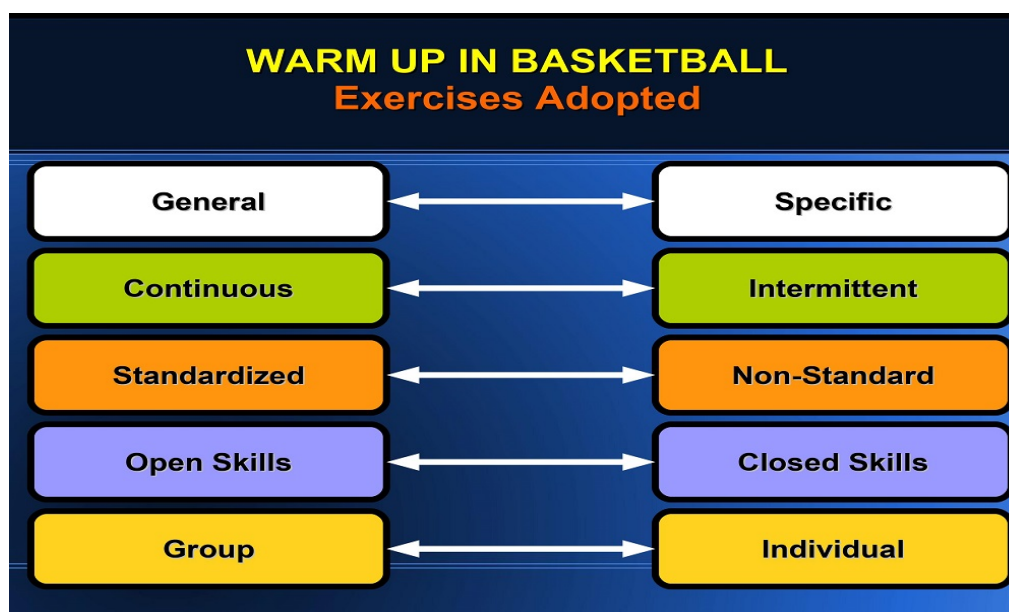 WARM UP IN BASKETBALL
Exercises Adopted
General
Specific
Continuous
Intermittent
Standardized
Non-Standard
Open Skills
Closed Skills
Group
Individual